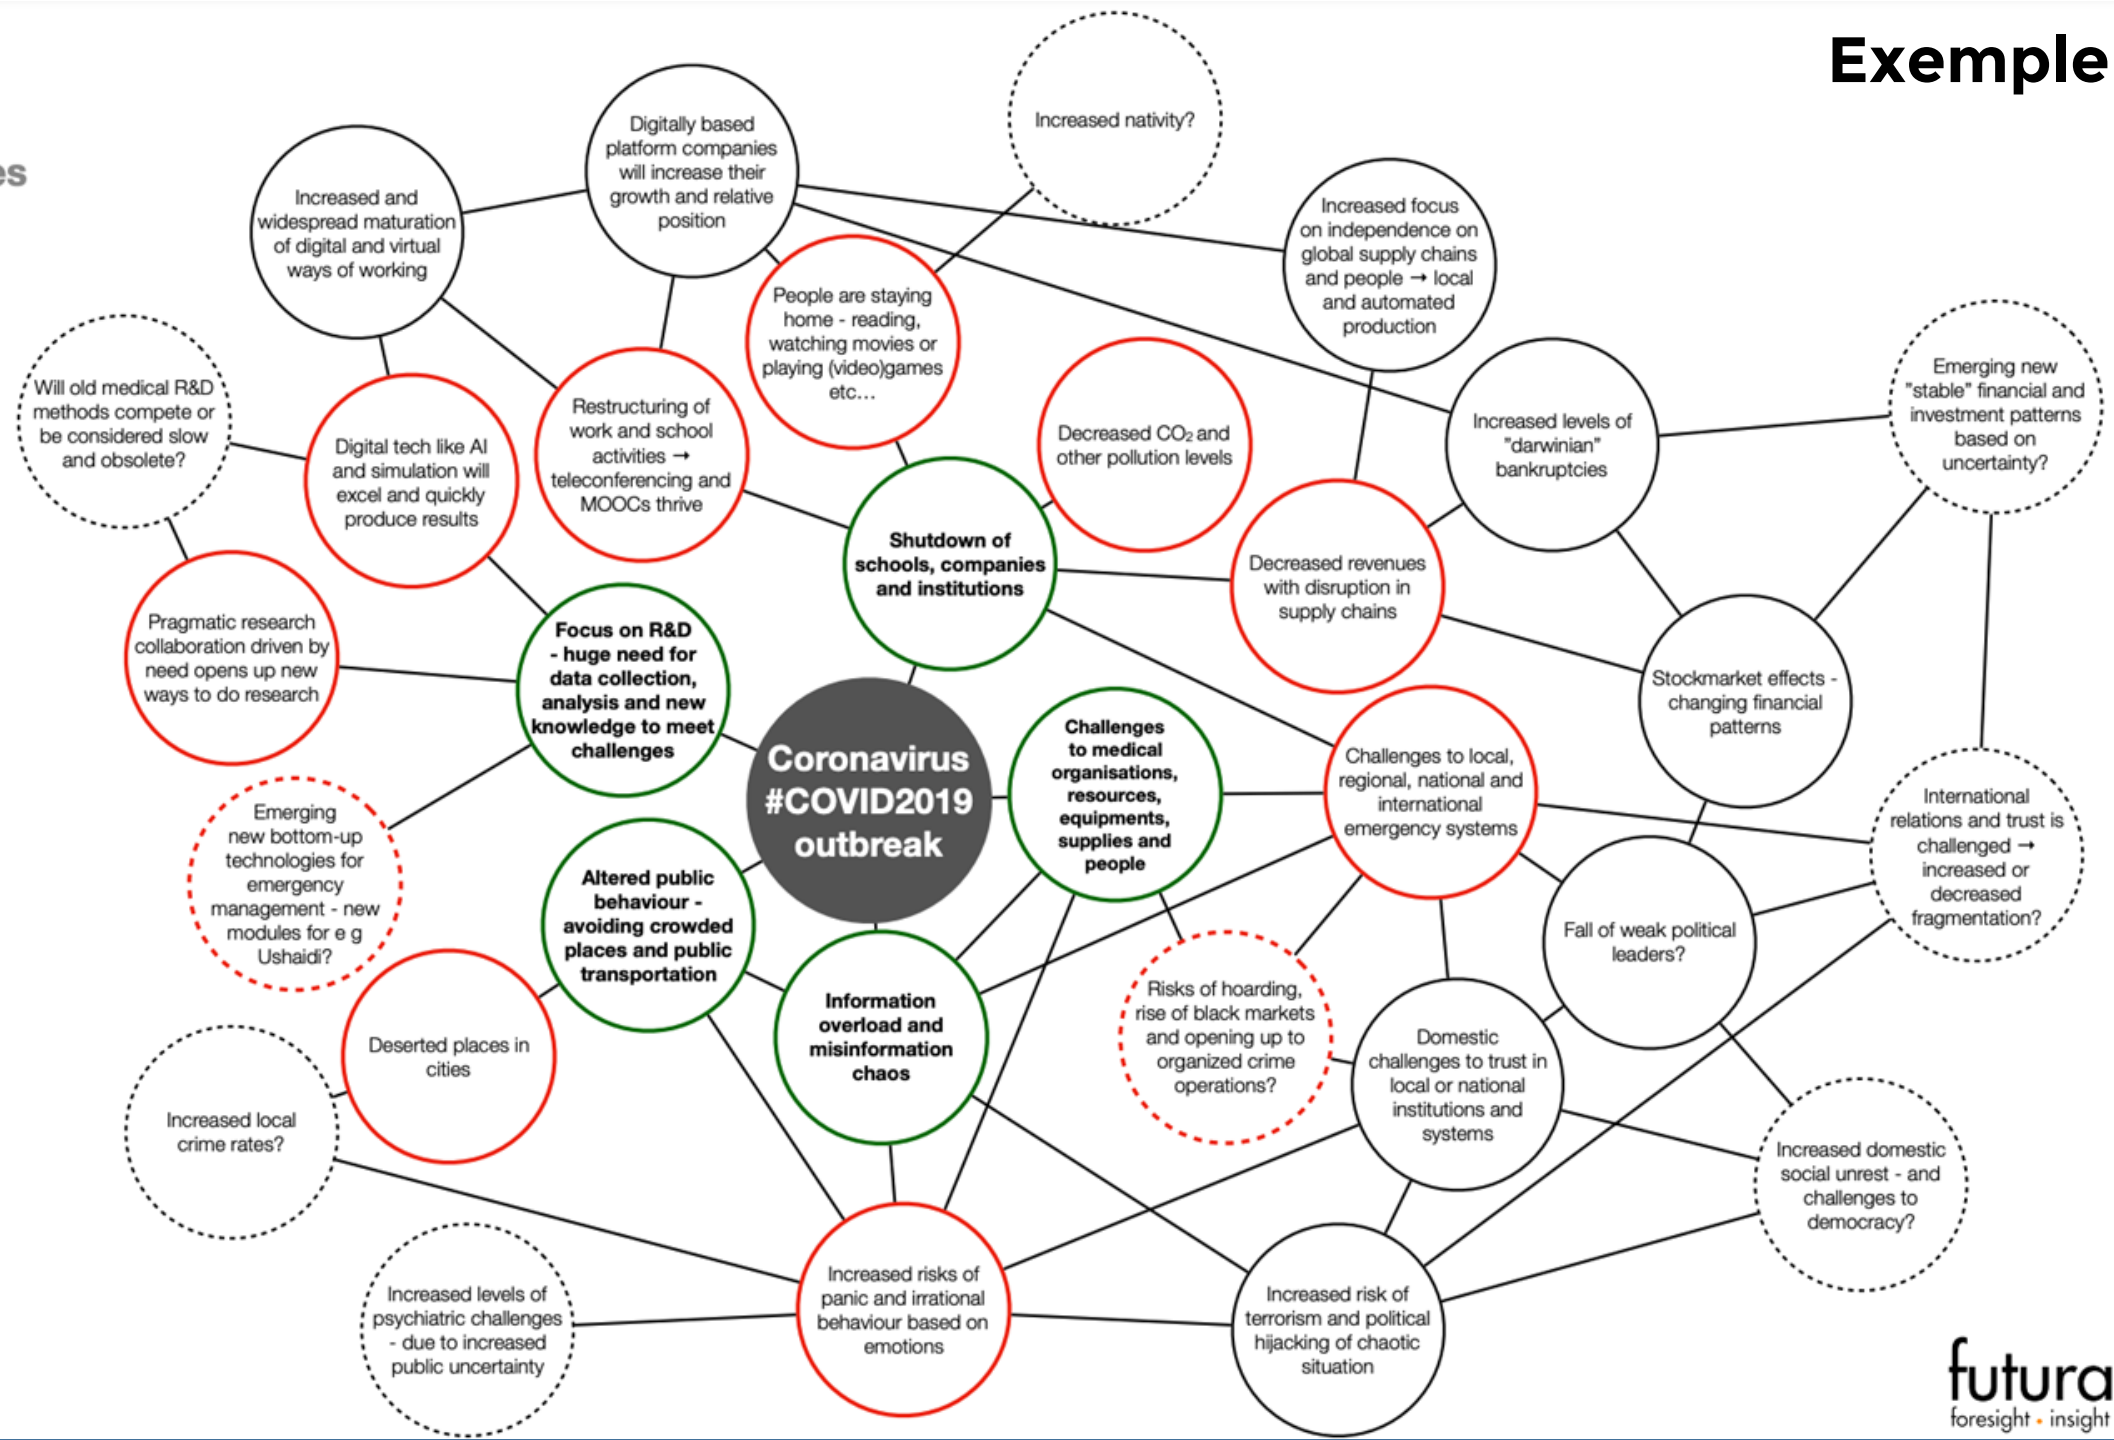 Exemple
es
Increased nativity?
Digitally based
platform companies
will increase their
growth and relative
position
Increased and
widespread maturation
of digital and virtual
ways of working
Increased focus
on independence on
global supply chains
and people → local
and automated
production
People are staying
home - reading,
watching movies or
playing (video)games
etc...
Will old medical R&D
methods compete or
be considered slow
and obsolete?
Digital tech like AI
and simulation will
excel and quickly
produce results
Restructuring of
work and school
activities →
teleconferencing and
MOOCs thrive
Decreased CO₂ and
other pollution levels
Increased levels of
"darwinian"
bankruptcies
Emerging new
"stable" financial and
investment patterns
based on
uncertainty?
Shutdown of
schools, companies
and institutions
Decreased revenues
with disruption in
supply chains
Pragmatic research
collaboration driven by
need opens up new
ways to do research
Focus on R&D
- huge need for
data collection,
analysis and new
knowledge to meet
challenges
Stockmarket effects -
changing financial
patterns
Coronavirus
#COVID2019
outbreak
Challenges
to medical
organisations,
resources,
equipments,
supplies and
people
Challenges to local,
regional, national and
international
emergency systems
International
relations and trust is
challenged →
increased or
decreased
fragmentation?
Emerging
new bottom-up
technologies for
emergency
management - new
modules for e g
Ushaidi?
Altered public
behaviour -
avoiding crowded
places and public
transportation
Fall of weak political
leaders?
Information
overload and
misinformation
chaos
Risks of hoarding,
rise of black markets
and opening up to
organized crime
operations?
Domestic
challenges to trust in
local or national
institutions and
systems
Deserted places in
cities
Increased local
crime rates?
Increased domestic
social unrest - and
challenges to
democracy?
Increased levels of
psychiatric challenges
- due to increased
public uncertainty
Increased risks of
panic and irrational
behaviour based on
emotions
Increased risk of
terrorism and political
hijacking of chaotic
situation
futura
foresight • insight